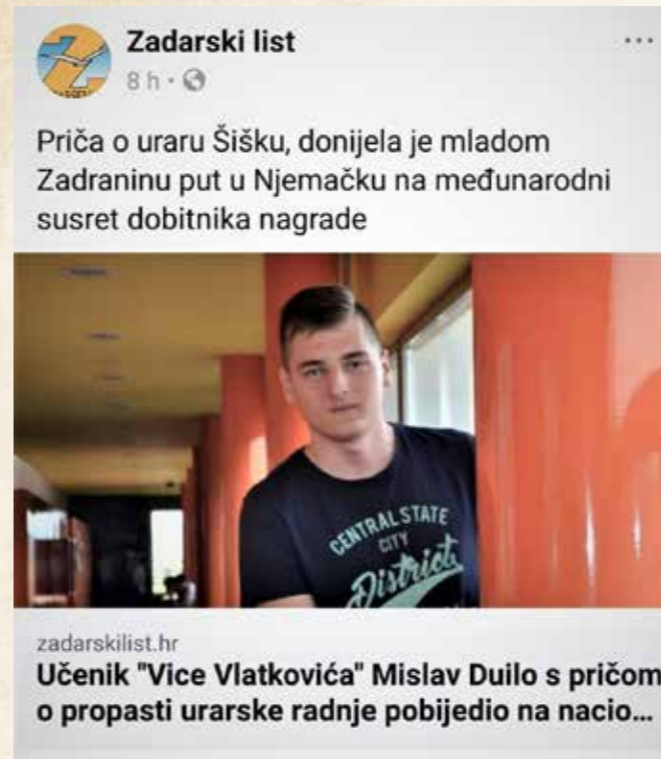 Zadarski list
8 h
Priča o uraru Šišku, donijela je mladom
Zadraninu put u Njemačku na međunarodni
susret dobitnika nagrade
CENTRAL STATE
CITY
District
zadarskilist.hr
Učenik "Vice Vlatkovića" Mislav Duilo s pričom
o propasti urarske radnje pobijedio na nacio...